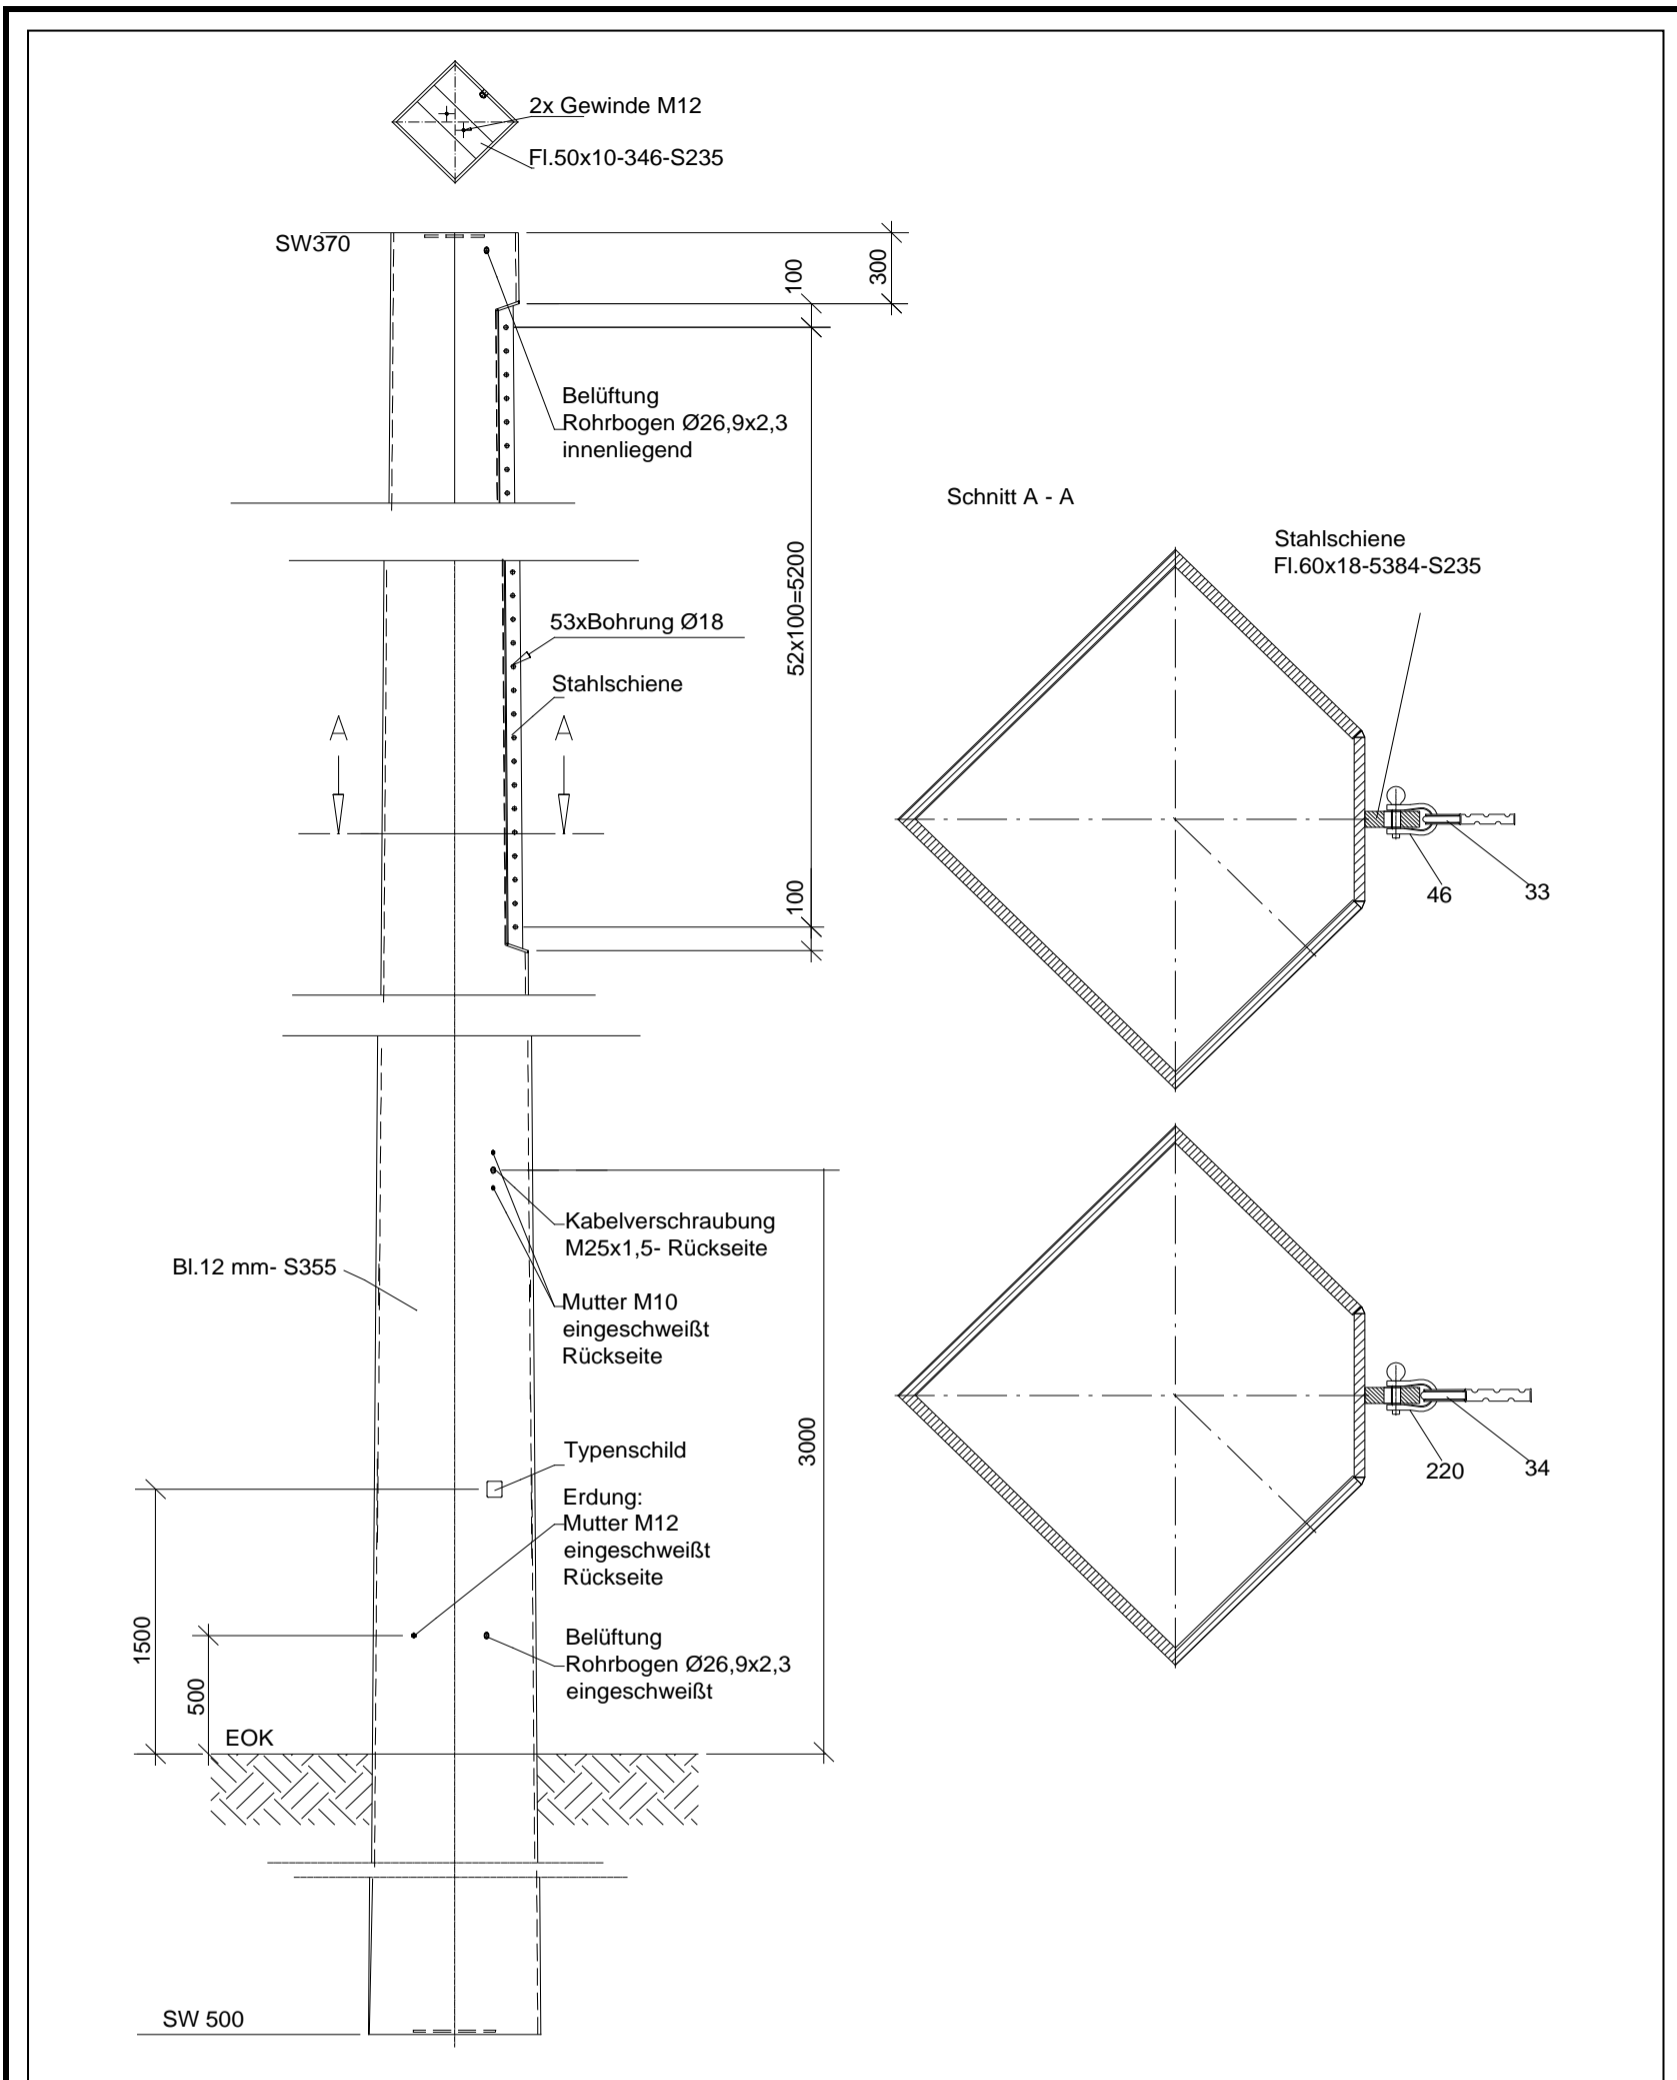 2x Gewinde M12
Fl.50x10-346-S235
SW370
300
100
Belüftung
Rohrbogen Ø26,9x2,3
innenliegend
Schnitt A - A
Stahlschiene
Fl.60x18-5384-S235
52x100=5200
53xBohrung Ø18
Stahlschiene
A
A
100
46
33
Kabelverschraubung
M25x1,5- Rückseite
Bl.12 mm- S355
Mutter M10
eingeschweißt
Rückseite
3000
Typenschild
220
34
Erdung:
Mutter M12
eingeschweißt
Rückseite
1500
500
Belüftung
Rohrbogen Ø26,9x2,3
eingeschweißt
EOK
SW 500